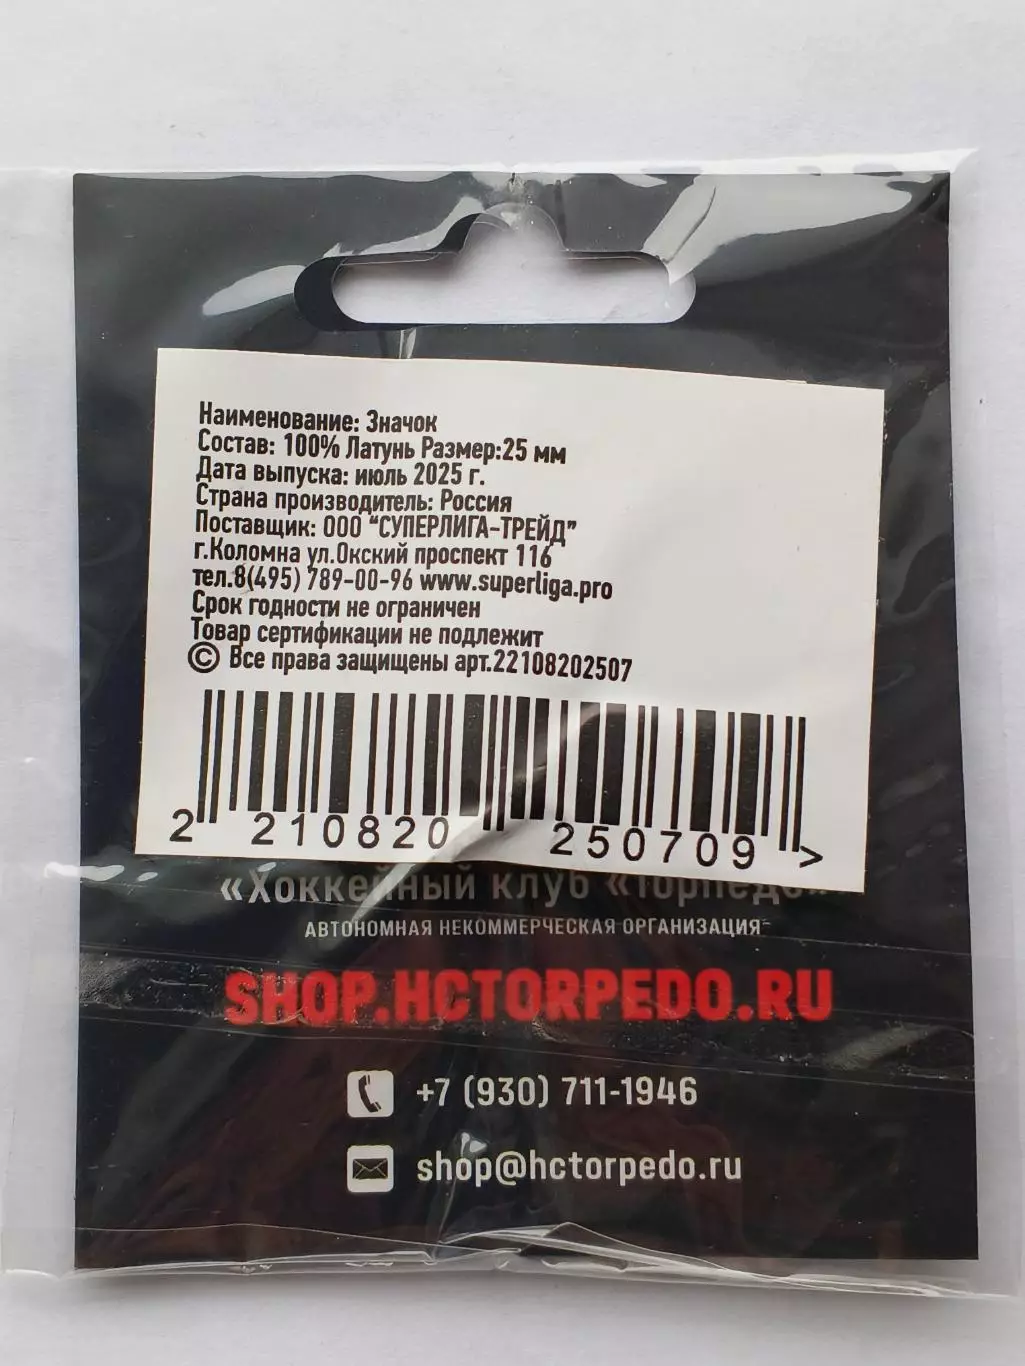 Наименование: Значок
Состав: 100% Латунь Размер:25 мм
Дата выпуска: июль 2025 г.
Страна производитель: Россия
Поставщик: ООО "СУПЕРЛИГА-ТРЕЙД"
г.Коломна ул.Окский проспект 116
тел.8(495) 789-00-96 www.superliga.pro
Срок годности не ограничен
Товар сертификации не подлежит
© Все права защищены арт.22108202507
2 210820 250709 >
«Хоккейный клуб «Торпедо»
АВТОНОМНАЯ НЕКОММЕРЧЕСКАЯ ОРГАНИЗАЦИЯ
SHOP.HCTORPEDO.RU
+7 (930) 711-1946
shop@hctorpedo.ru